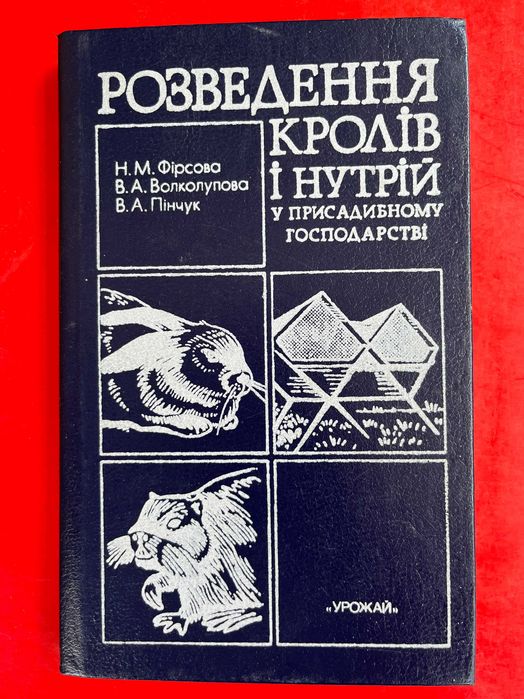 РОЗВЕДЕННЯ
КРОЛІВ
І НУТРІЙ
У ПРИСАДИБНОМУ
ГОСПОДАРСТВІ
Н. М. Фірсова
В. А. Волколупова
В. А. Пінчук
«УРОЖАЙ»